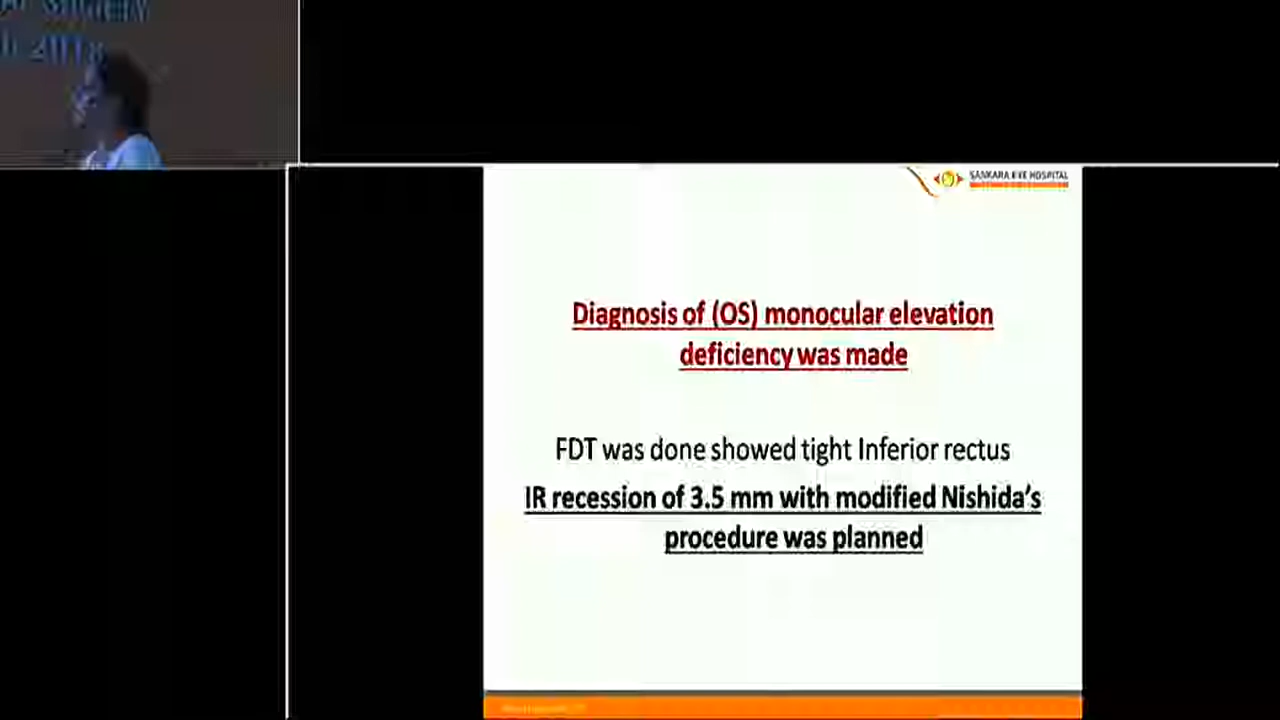 2018
SANKARA EYE HOSPITAL
Diagnosis of (OS) monocular elevation
deficiency was made
FDT was done showed tight Inferior rectus
IR recession of 3.5 mm with modified Nishida's
procedure was planned